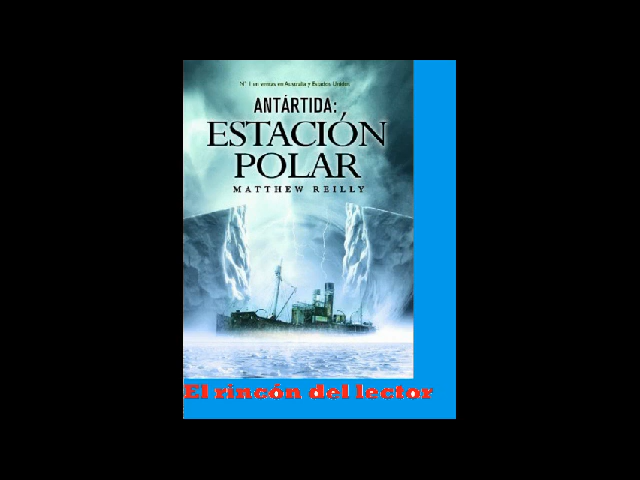 Nº 1 en ventas en Australia y Estados Unidos
ANTÁRTIDA:
ESTACIÓN
POLAR
MATTHEW REILLY
El rincón del lector